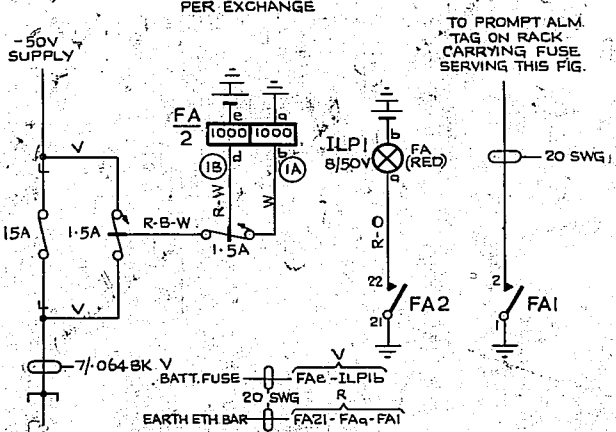 PER EXCHANGE
-50V
SUPPLY
TO PROMPT ALM.
TAG ON RACK
CARRYING FUSE
SERVING THIS FIG.
V
FA
2
e
a
1000 1000
d
b
1B
1A
R-W
W
ILP1
8/50V
b
a
FA
(RED)
20 SWG
15A
1·5A
R-B-W
1·5A
R-O
22
21
FA2
2
1
FA1
V
7/·064 BK. V
BATT. FUSE
V
FAe-ILP1b
20 SWG
R
EARTH ETH BAR
FA21-FAa-FA1